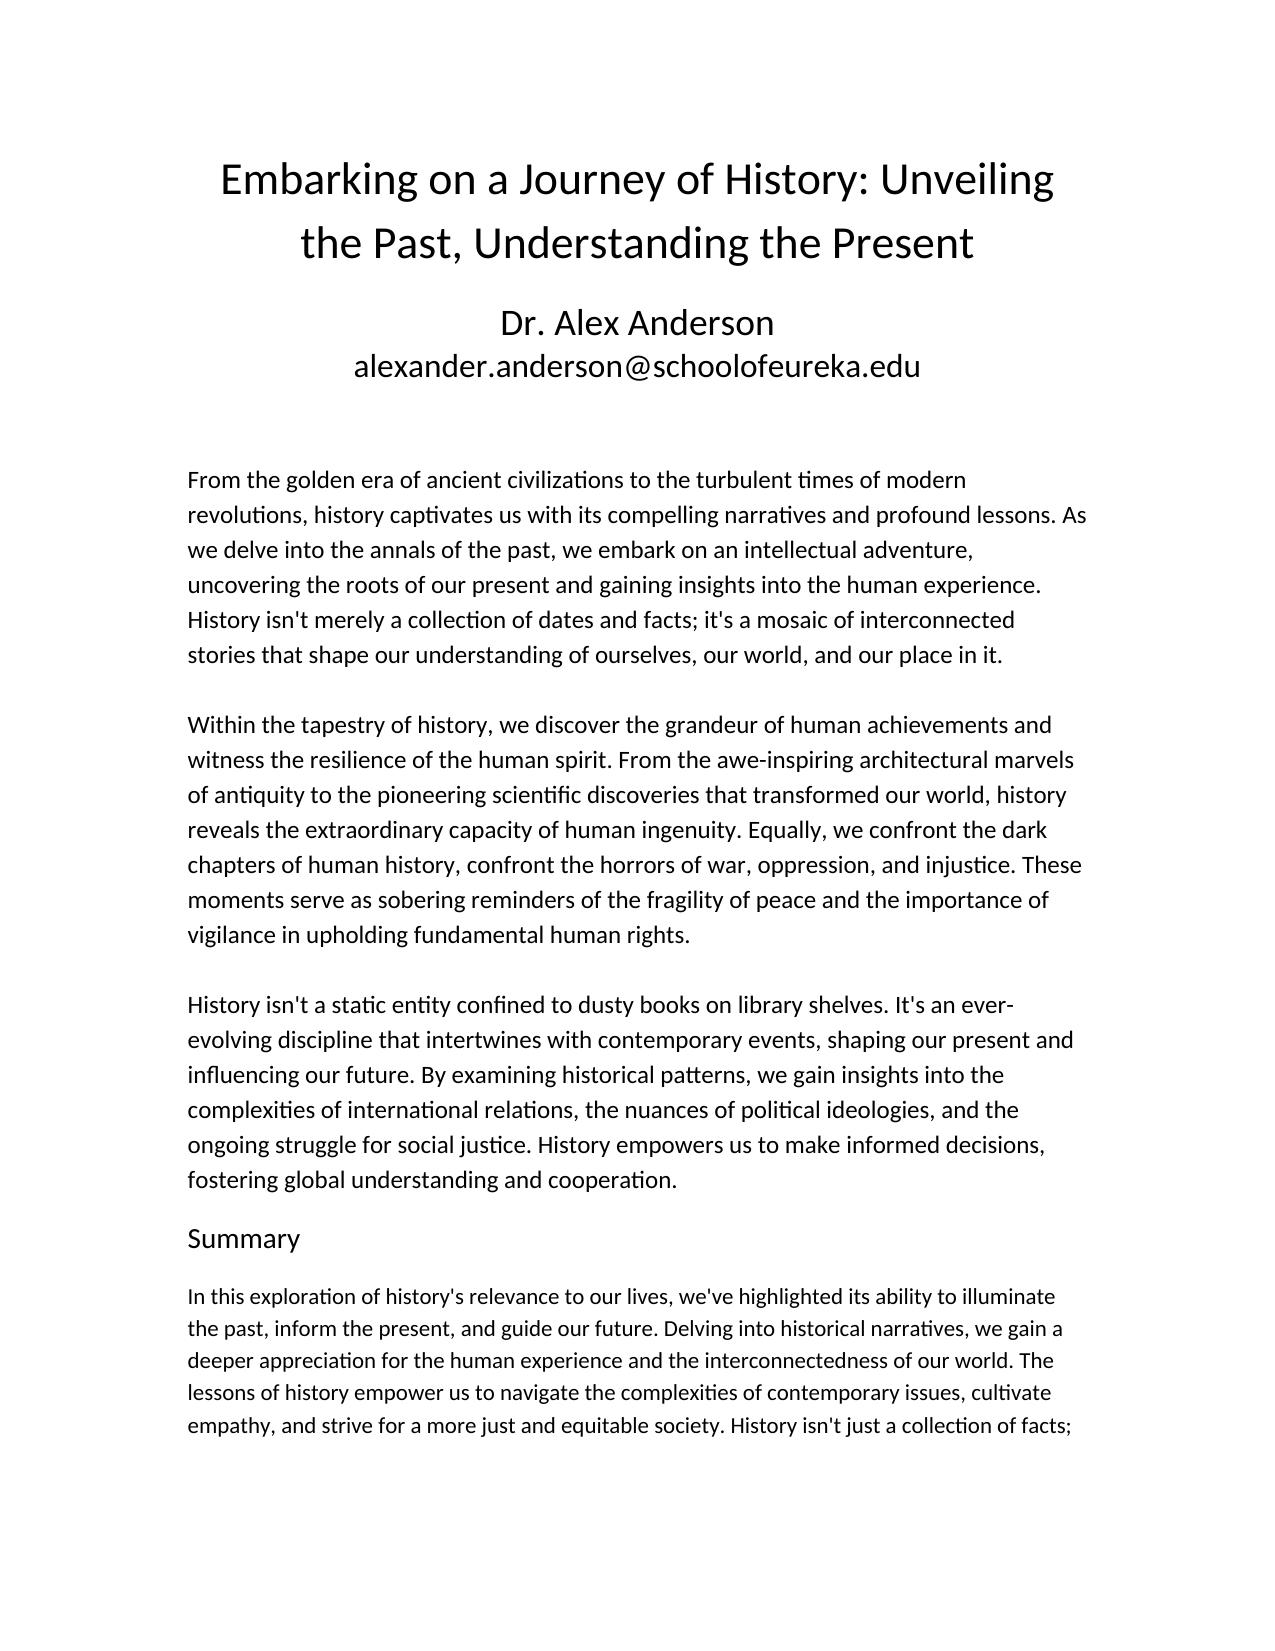 Embarking on a Journey of History: Unveiling
the Past, Understanding the Present
Dr. Alex Anderson
alexander.anderson@schoolofeureka.edu
From the golden era of ancient civilizations to the turbulent times of modern
revolutions, history captivates us with its compelling narratives and profound lessons. As
we delve into the annals of the past, we embark on an intellectual adventure,
uncovering the roots of our present and gaining insights into the human experience.
History isn't merely a collection of dates and facts; it's a mosaic of interconnected
stories that shape our understanding of ourselves, our world, and our place in it.
Within the tapestry of history, we discover the grandeur of human achievements and
witness the resilience of the human spirit. From the awe-inspiring architectural marvels
of antiquity to the pioneering scientific discoveries that transformed our world, history
reveals the extraordinary capacity of human ingenuity. Equally, we confront the dark
chapters of human history, confront the horrors of war, oppression, and injustice. These
moments serve as sobering reminders of the fragility of peace and the importance of
vigilance in upholding fundamental human rights.
History isn't a static entity confined to dusty books on library shelves. It's an ever-
evolving discipline that intertwines with contemporary events, shaping our present and
influencing our future. By examining historical patterns, we gain insights into the
complexities of international relations, the nuances of political ideologies, and the
ongoing struggle for social justice. History empowers us to make informed decisions,
fostering global understanding and cooperation.
Summary
In this exploration of history's relevance to our lives, we've highlighted its ability to illuminate
the past, inform the present, and guide our future. Delving into historical narratives, we gain a
deeper appreciation for the human experience and the interconnectedness of our world. The
lessons of history empower us to navigate the complexities of contemporary issues, cultivate
empathy, and strive for a more just and equitable society. History isn't just a collection of facts;